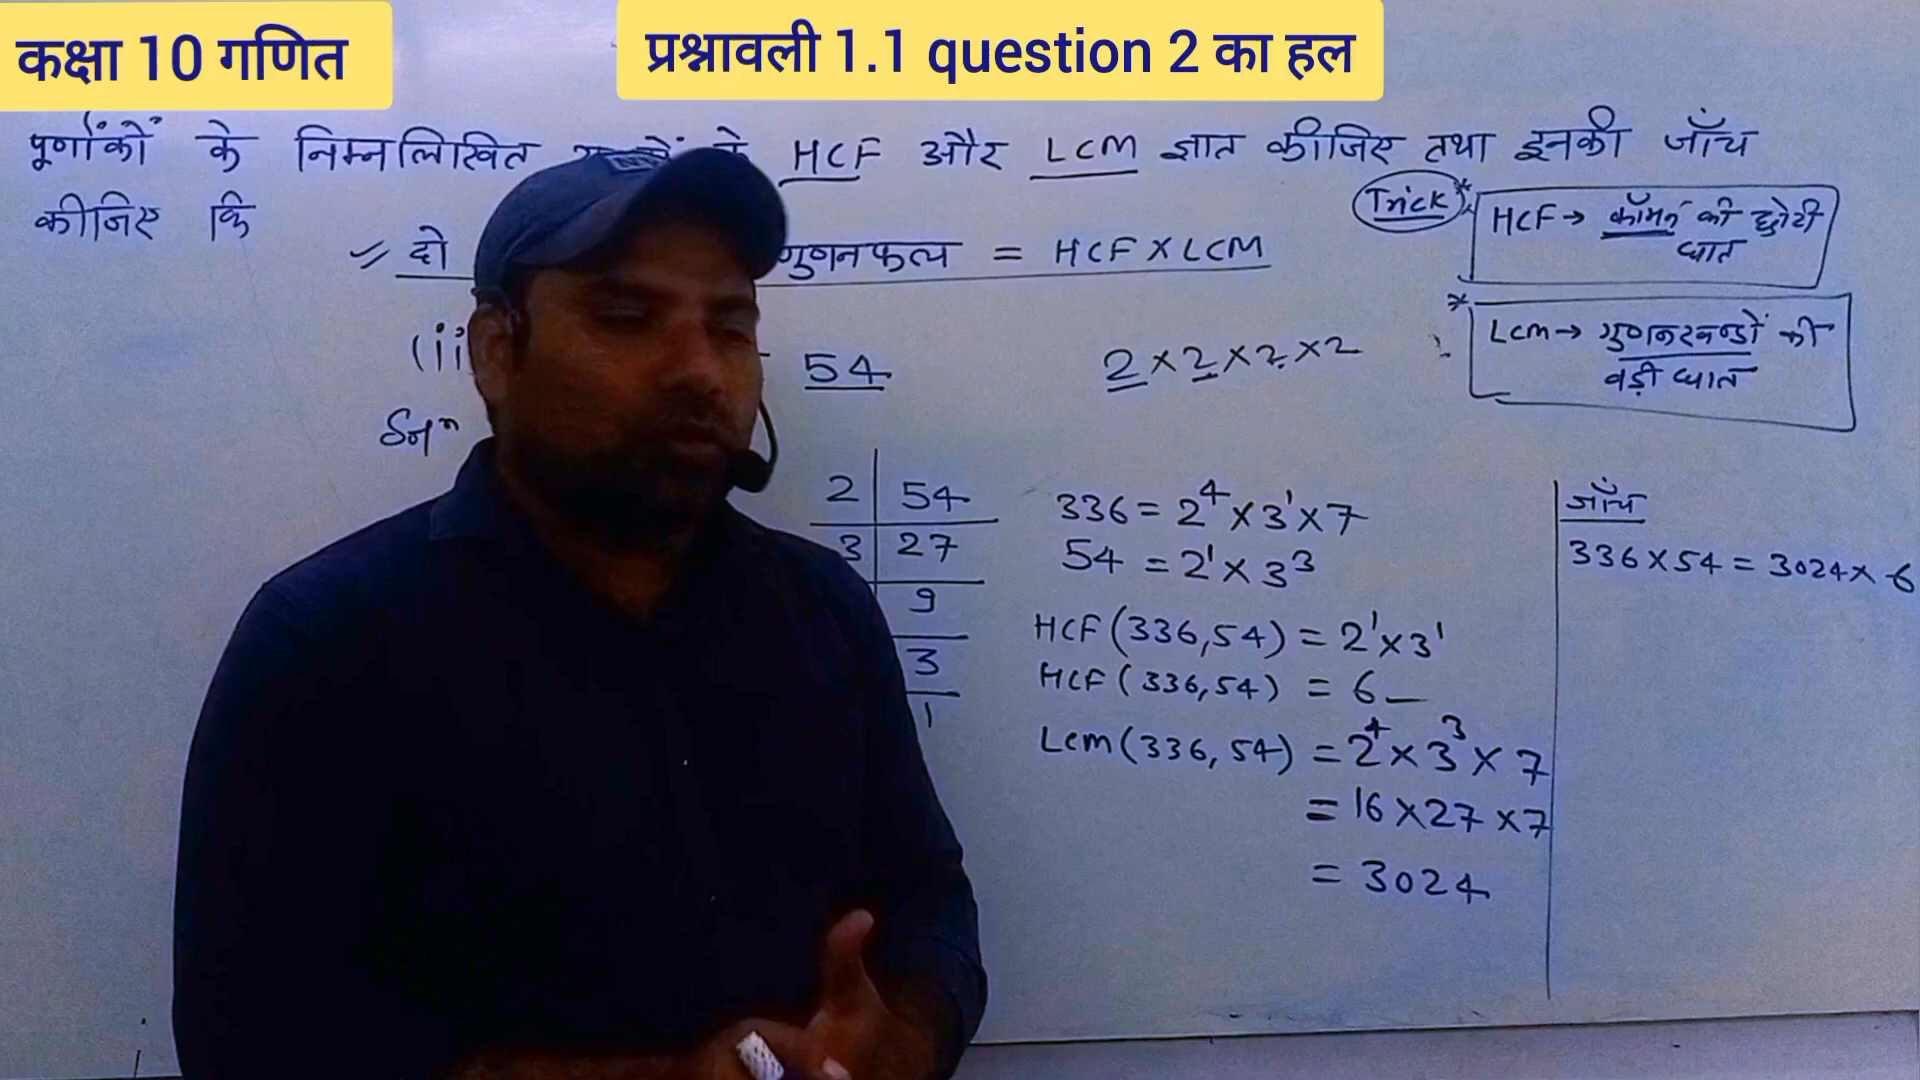 कक्षा 10 गणित
प्रश्नावली 1.1 question 2 का हल
पूर्णांकों के निम्नलिखित HCF और LCM ज्ञात कीजिए तथा इनकी जाँच
कीजिए कि
दो गुणनफल = HCF X LCM
Trick
HCF → कॉमन की छोटी
घात
Lcm → गुणनखण्डों की
बड़ी घात
(ii
54
2 × 2 × 2 × 2
Solⁿ
2 | 54
3 | 27
9
3
1
336 = 2⁴ × 3¹ × 7
54 = 2¹ × 3³
HCF (336,54) = 2¹ × 3¹
HCF (336,54) = 6
Lcm (336, 54) = 2⁴ × 3³ × 7
= 16 × 27 × 7
= 3024
जाँच
336 × 54 = 3024 × 6